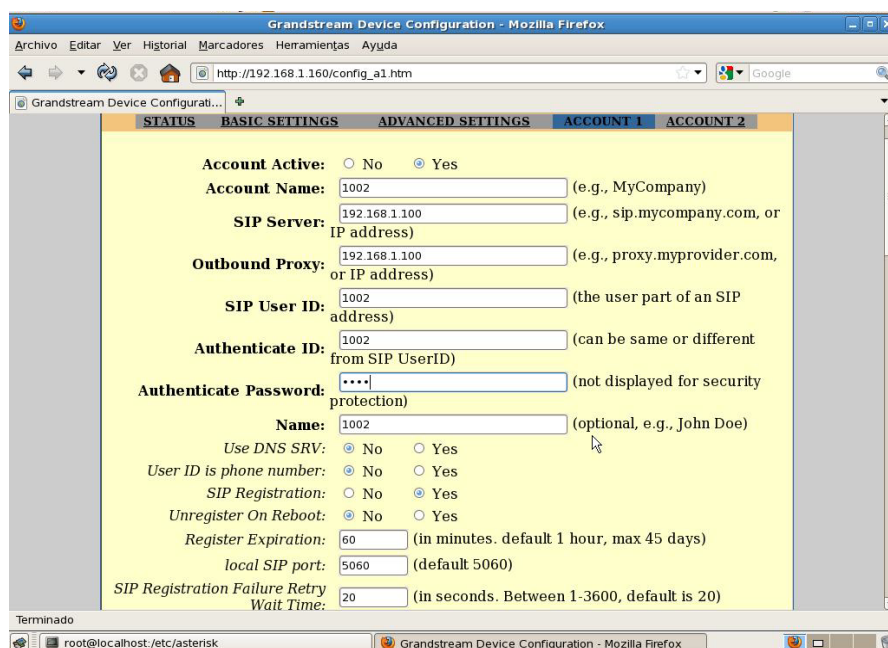 Grandstream Device Configuration - Mozilla Firefox
Archivo Editar Ver Historial Marcadores Herramientas Ayuda
http://192.168.1.160/config_a1.htm
Google
Grandstream Device Configurati...
STATUS BASIC SETTINGS ADVANCED SETTINGS ACCOUNT 1 ACCOUNT 2
Account Active: No Yes
Account Name: 1002 (e.g., MyCompany)
SIP Server: 192.168.1.100 (e.g., sip.mycompany.com, or
IP address)
Outbound Proxy: 192.168.1.100 (e.g., proxy.myprovider.com,
or IP address)
SIP User ID: 1002 (the user part of an SIP
address)
Authenticate ID: 1002 (can be same or different
from SIP UserID)
Authenticate Password: •••• (not displayed for security
protection)
Name: 1002 (optional, e.g., John Doe)
Use DNS SRV: No Yes
User ID is phone number: No Yes
SIP Registration: No Yes
Unregister On Reboot: No Yes
Register Expiration: 60 (in minutes. default 1 hour, max 45 days)
local SIP port: 5060 (default 5060)
SIP Registration Failure Retry
Wait Time: 20 (in seconds. Between 1-3600, default is 20)
Terminado
root@localhost:/etc/asterisk
Grandstream Device Configuration - Mozilla Firefox